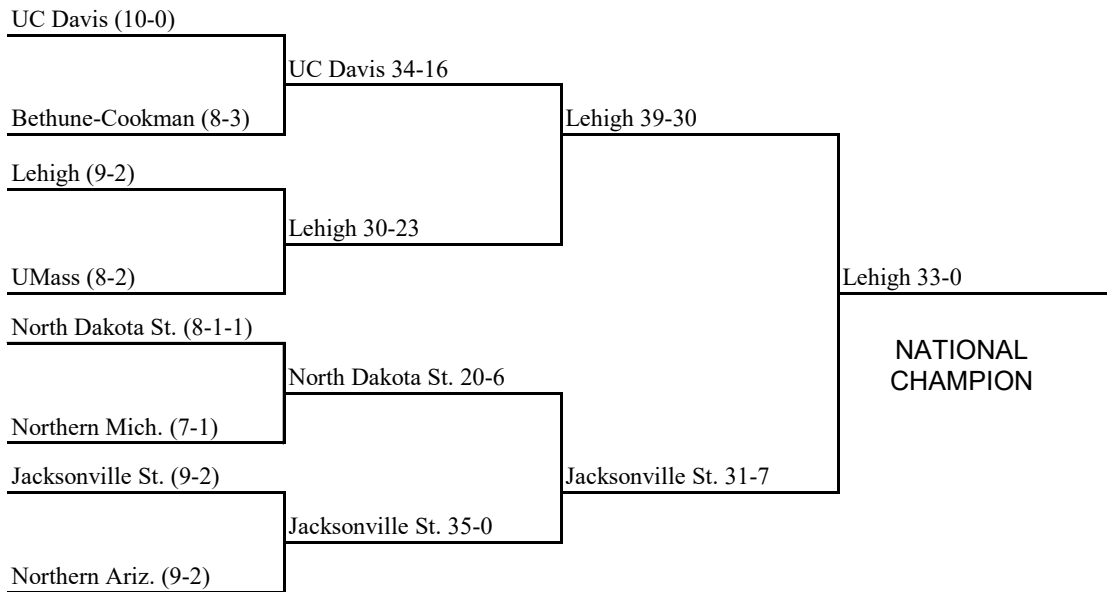 UC Davis (10-0)
UC Davis 34-16
Bethune-Cookman (8-3)
Lehigh 39-30
Lehigh (9-2)
Lehigh 30-23
UMass (8-2)
Lehigh 33-0
North Dakota St. (8-1-1)
NATIONAL
CHAMPION
North Dakota St. 20-6
Northern Mich. (7-1)
Jacksonville St. (9-2)
Jacksonville St. 31-7
Jacksonville St. 35-0
Northern Ariz. (9-2)